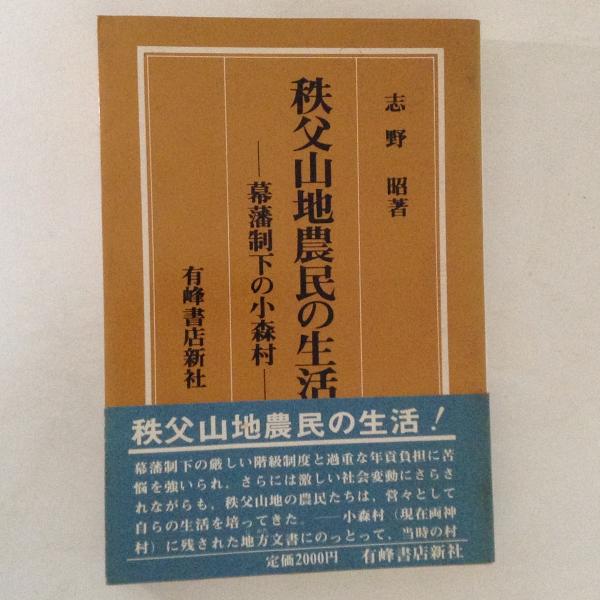 志野 昭著
秩父山地農民の生活
―幕藩制下の小森村―
有峰書店新社
秩父山地農民の生活!
幕藩制下の厳しい階級制度と過重な年貢負担に苦
悩を強いられ、さらには激しい社会変動にさらさ
れながらも、秩父山地の農民たちは、営々として
自らの生活を培ってきた。――小森村(現在両神
村)に残された地方文書にのっとって、当時の村
定価2000円 有峰書店新社